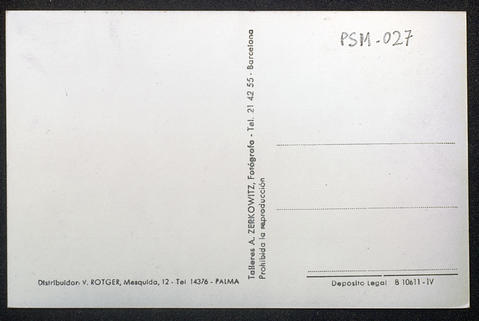 PSM-027
Talleres A. ZERKOWITZ, Fotógrafo - Tel. 21 42 55 - Barcelona
Prohibida la reproducción
Distribuidor: V. ROTGER, Mesquida, 12 - Tel 14376 - PALMA
Depósito Legal B 10611 - IV